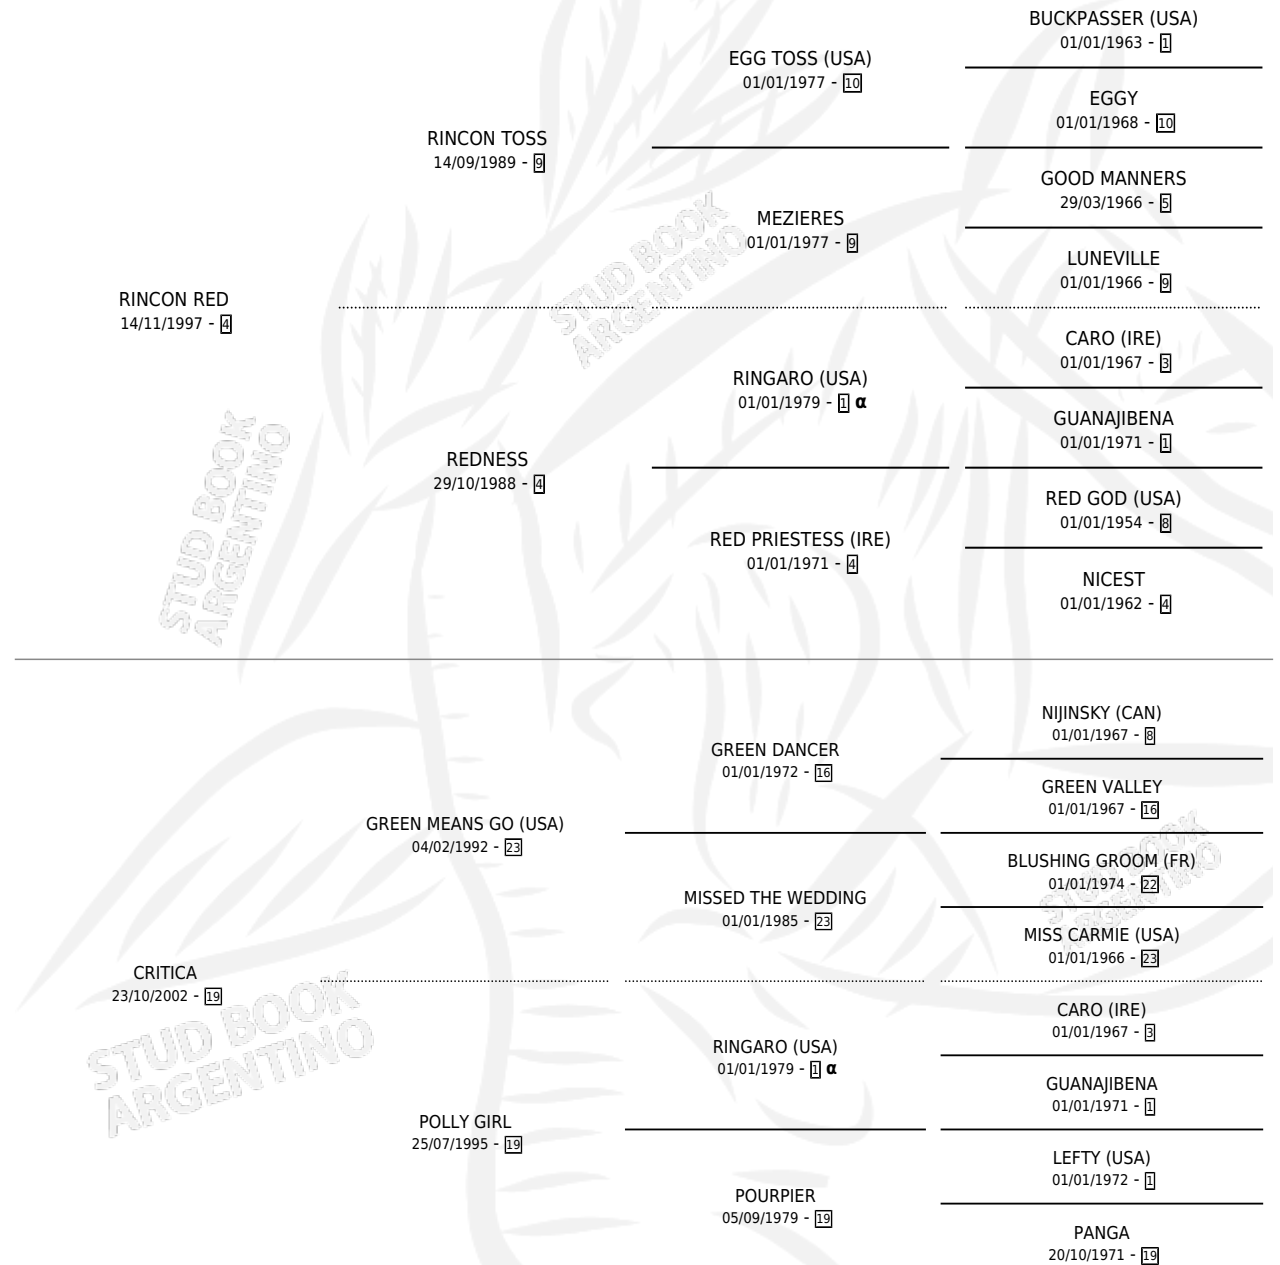 BUCKPASSER (USA)
01/01/1963 - 1
EGG TOSS (USA)
01/01/1977 - 10
EGGY
01/01/1968 - 10
RINCON TOSS
14/09/1989 - 9
GOOD MANNERS
29/03/1966 - 5
MEZIERES
01/01/1977 - 9
LUNEVILLE
01/01/1966 - 9
RINCON RED
14/11/1997 - 4
CARO (IRE)
01/01/1967 - 3
RINGARO (USA)
01/01/1979 - 1 α
GUANAJIBENA
01/01/1971 - 1
REDNESS
29/10/1988 - 4
RED GOD (USA)
01/01/1954 - 8
RED PRIESTESS (IRE)
01/01/1971 - 4
NICEST
01/01/1962 - 4
NIJINSKY (CAN)
01/01/1967 - 8
GREEN DANCER
01/01/1972 - 16
GREEN VALLEY
01/01/1967 - 16
GREEN MEANS GO (USA)
04/02/1992 - 23
BLUSHING GROOM (FR)
01/01/1974 - 22
MISSED THE WEDDING
01/01/1985 - 23
MISS CARMIE (USA)
01/01/1966 - 23
CRITICA
23/10/2002 - 19
CARO (IRE)
01/01/1967 - 3
RINGARO (USA)
01/01/1979 - 1 α
GUANAJIBENA
01/01/1971 - 1
POLLY GIRL
25/07/1995 - 19
LEFTY (USA)
01/01/1972 - 1
POURPIER
05/09/1979 - 19
PANGA
20/10/1971 - 19
STUD BOOK
ARGENTINO
STUD BOOK
ARGENTINO
STUD BOOK
ARGENTINO
STUD BOOK
ARGENTINO